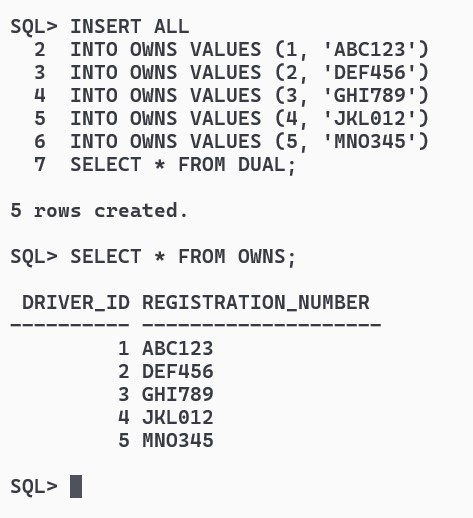 SQL> INSERT ALL
  2  INTO OWNS VALUES (1, 'ABC123')
  3  INTO OWNS VALUES (2, 'DEF456')
  4  INTO OWNS VALUES (3, 'GHI789')
  5  INTO OWNS VALUES (4, 'JKL012')
  6  INTO OWNS VALUES (5, 'MNO345')
  7  SELECT * FROM DUAL;

5 rows created.

SQL> SELECT * FROM OWNS;

 DRIVER_ID REGISTRATION_NUMBER
---------- --------------------
         1 ABC123
         2 DEF456
         3 GHI789
         4 JKL012
         5 MNO345

SQL>